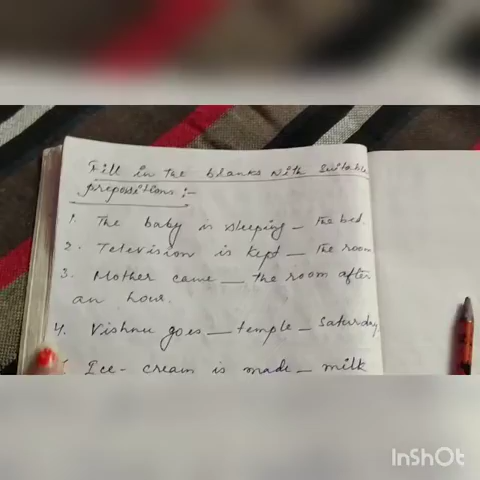 Fill in the blanks with suitable
prepositions :-
1. The baby is sleeping _ the bed.
2. Television is kept _ the room
3. Mother came __ the room after
an hour.
4. Vishnu goes __ temple _ Saturday
Ice-cream is made _ milk
InShOt